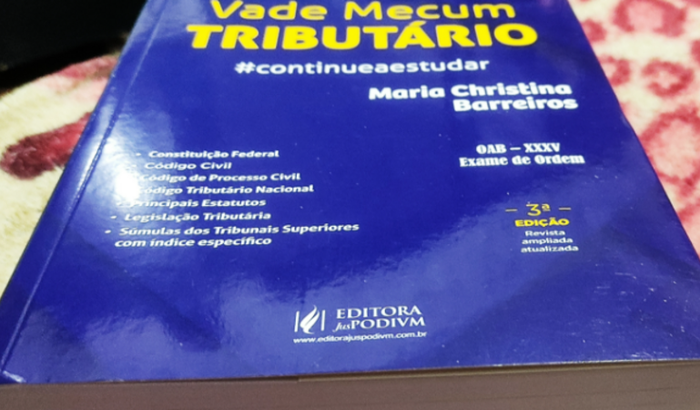 Vade Mecum
TRIBUTÁRIO
#continueaestudar
Maria Christina
Barreiros
• Constituição Federal
• Código Civil
• Código de Processo Civil
• Código Tributário Nacional
• Principais Estatutos
• Legislação Tributária
• Súmulas dos Tribunais Superiores
com índice específico
OAB – XXXV
Exame de Ordem
– 3ª –
EDIÇÃO
Revista
ampliada
atualizada
EDITORA
JusPODIVM
www.editorajuspodivm.com.br